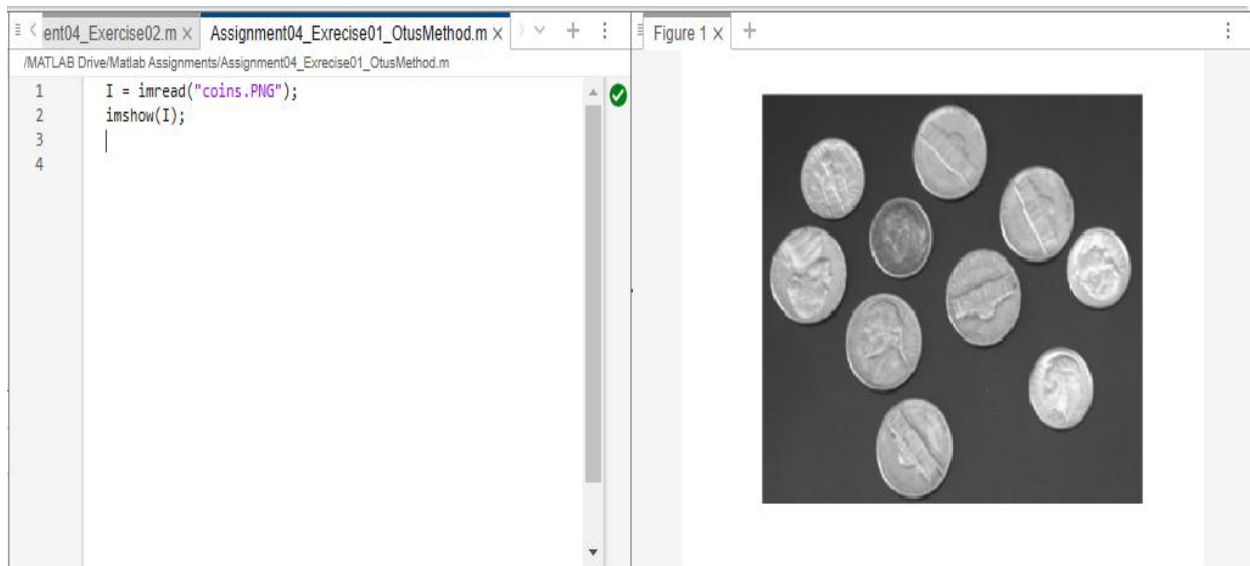 ent04_Exercise02.m × Assignment04_Exrecise01_OtusMethod.m ×
/MATLAB Drive/Matlab Assignments/Assignment04_Exrecise01_OtusMethod.m
1 I = imread("coins.PNG");
2 imshow(I);
3
4
Figure 1 ×